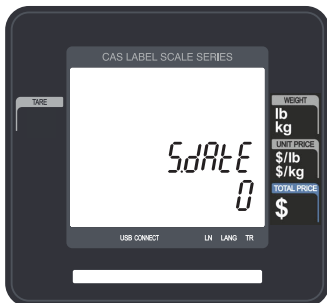 CAS LABEL SCALE SERIES
TARE
WEIGHT
lb
kg
UNIT PRICE
$/lb
$/kg
TOTAL PRICE
$
S.dAtE
0
USB CONNECT LN LANG TR